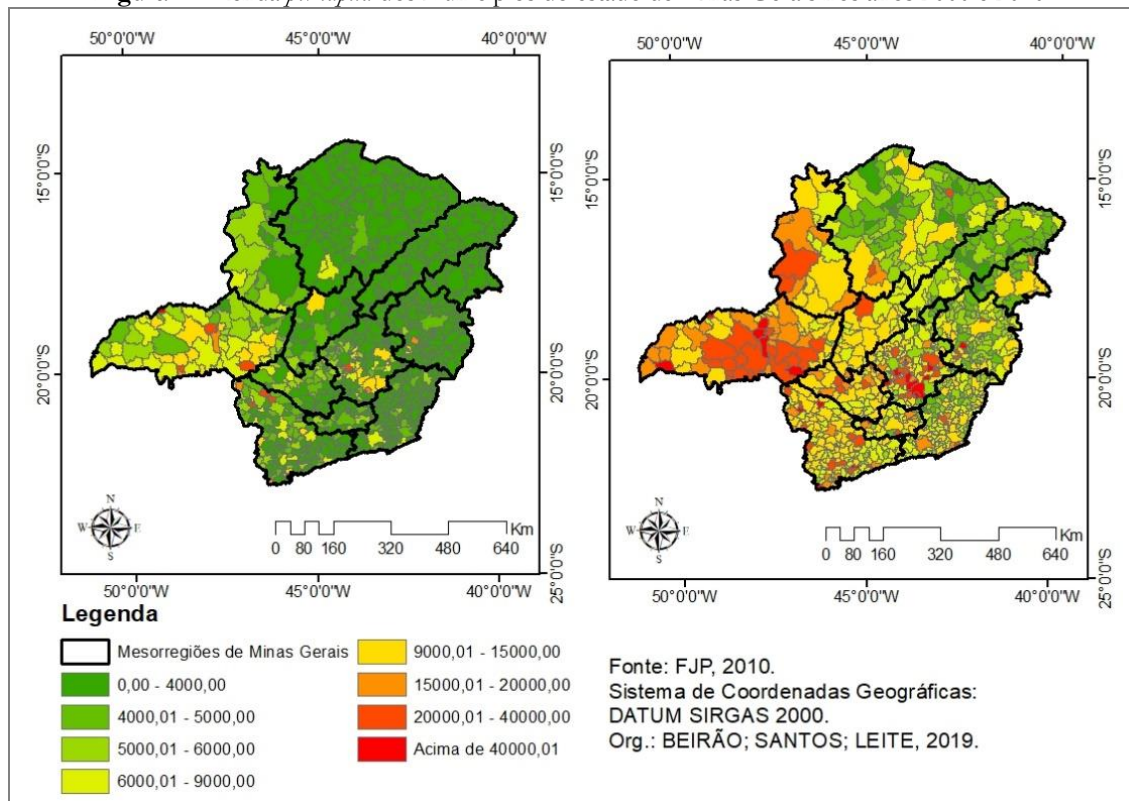 50°0'0"W 45°0'0"W 40°0'0"W
50°0'0"W 45°0'0"W 40°0'0"W
15°0'0"S
15°0'0"S
15°0'0"S
20°0'0"S
20°0'0"S
20°0'0"S
25°0'0"S
25°0'0"S
N
W E
S
0 80 160 320 480 640 Km
N
W E
S
0 80 160 320 480 640 Km
50°0'0"W 45°0'0"W 40°0'0"W
50°0'0"W 45°0'0"W 40°0'0"W
Legenda
Mesorregiões de Minas Gerais
0,00 - 4000,00
4000,01 - 5000,00
5000,01 - 6000,00
6000,01 - 9000,00
9000,01 - 15000,00
15000,01 - 20000,00
20000,01 - 40000,00
Acima de 40000,01
Fonte: FJP, 2010.
Sistema de Coordenadas Geográficas:
DATUM SIRGAS 2000.
Org.: BEIRÃO; SANTOS; LEITE, 2019.